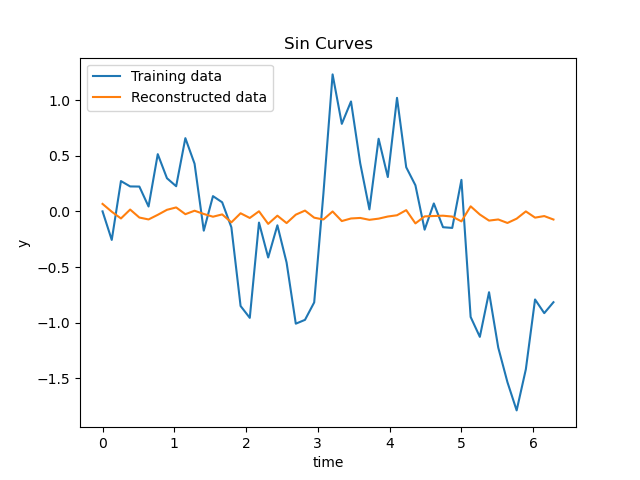 Sin Curves
Training data
Reconstructed data
1.0
0.5
0.0
−0.5
−1.0
−1.5
y
0 1 2 3 4 5 6
time